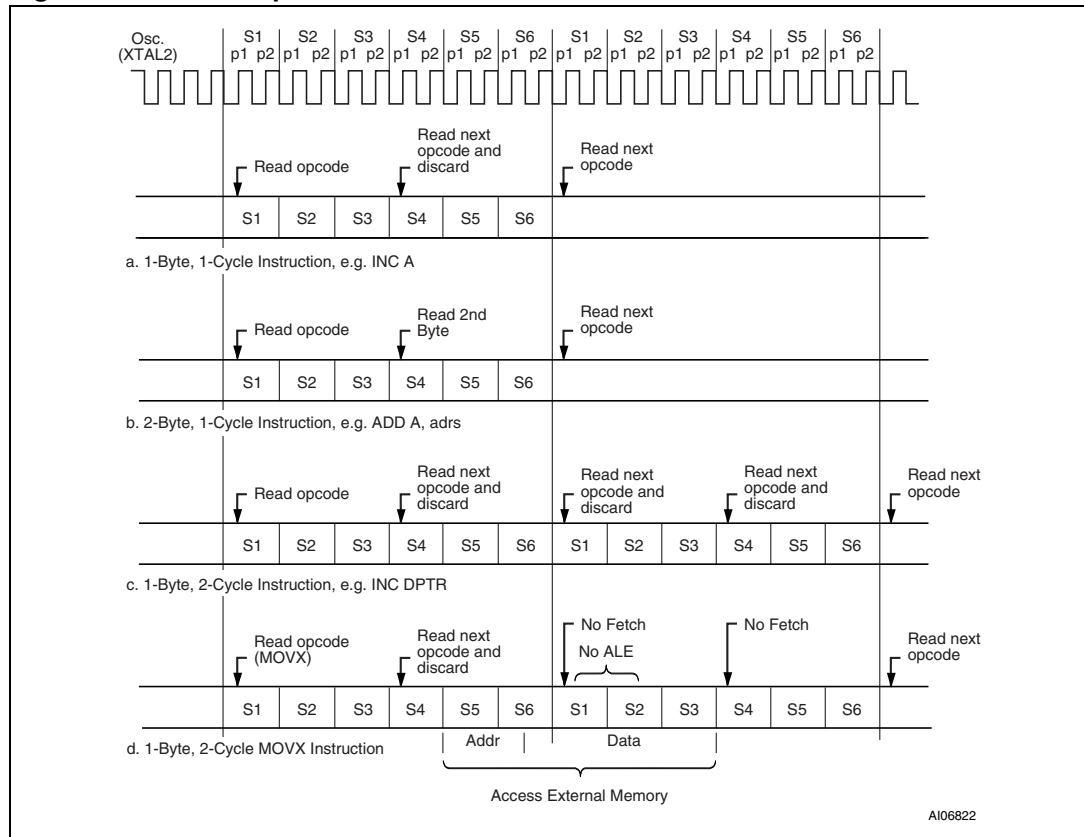 Osc.
(XTAL2)
S1 S2 S3 S4 S5 S6 S1 S2 S3 S4 S5 S6
p1 p2 p1 p2 p1 p2 p1 p2 p1 p2 p1 p2 p1 p2 p1 p2 p1 p2 p1 p2 p1 p2 p1 p2
Read opcode
Read next
opcode and
discard
Read next
opcode
S1 S2 S3 S4 S5 S6
a. 1-Byte, 1-Cycle Instruction, e.g. INC A
Read opcode
Read 2nd
Byte
Read next
opcode
S1 S2 S3 S4 S5 S6
b. 2-Byte, 1-Cycle Instruction, e.g. ADD A, adrs
Read opcode
Read next
opcode and
discard
Read next
opcode and
discard
Read next
opcode and
discard
Read next
opcode
S1 S2 S3 S4 S5 S6 S1 S2 S3 S4 S5 S6
c. 1-Byte, 2-Cycle Instruction, e.g. INC DPTR
Read opcode
(MOVX)
Read next
opcode and
discard
No Fetch
No ALE
No Fetch
Read next
opcode
S1 S2 S3 S4 S5 S6 S1 S2 S3 S4 S5 S6
d. 1-Byte, 2-Cycle MOVX Instruction
Addr
Data
Access External Memory
AI06822